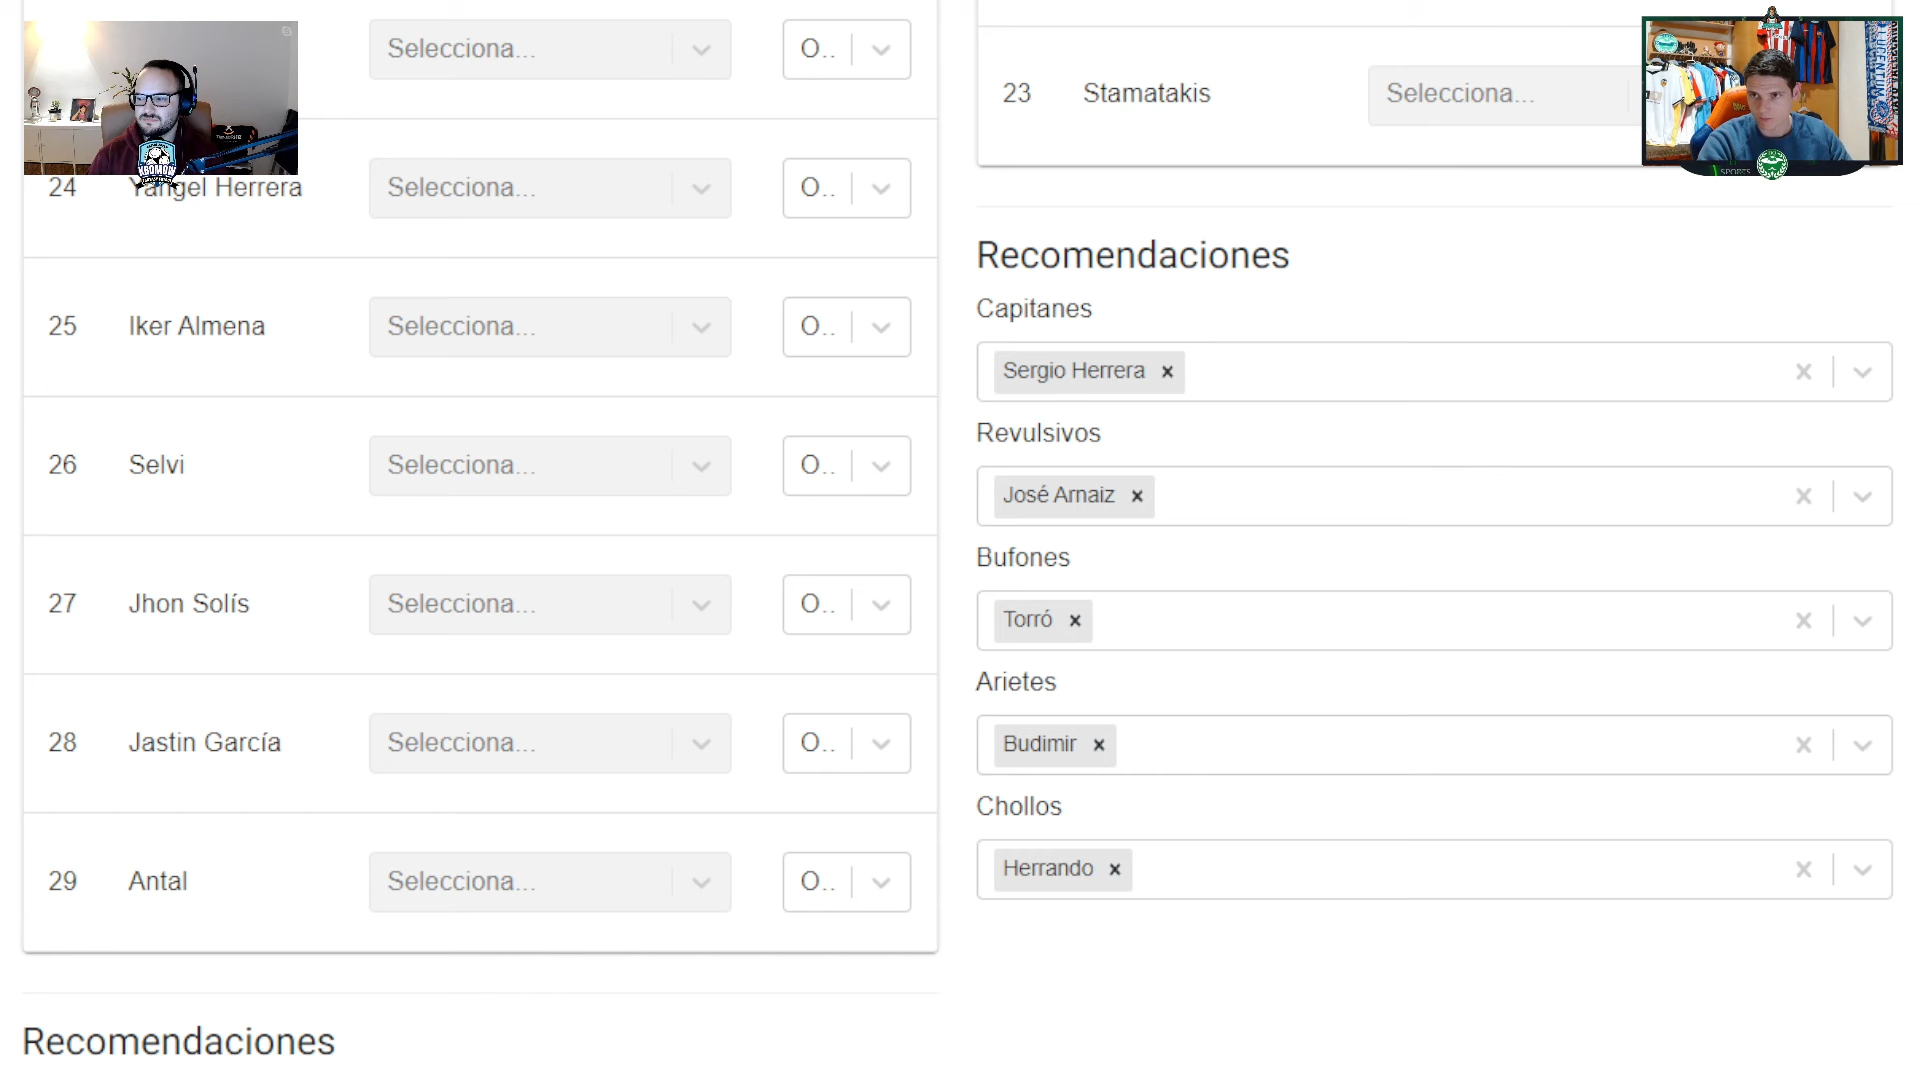 Selecciona... O..
24 Yangel Herrera Selecciona... O..
25 Iker Almena Selecciona... O..
26 Selvi Selecciona... O..
27 Jhon Solís Selecciona... O..
28 Jastin García Selecciona... O..
29 Antal Selecciona... O..
Recomendaciones
23 Stamatakis Selecciona...
SPORTS
Recomendaciones
Capitanes
Sergio Herrera
Revulsivos
José Arnaiz
Bufones
Torró
Arietes
Budimir
Chollos
Herrando